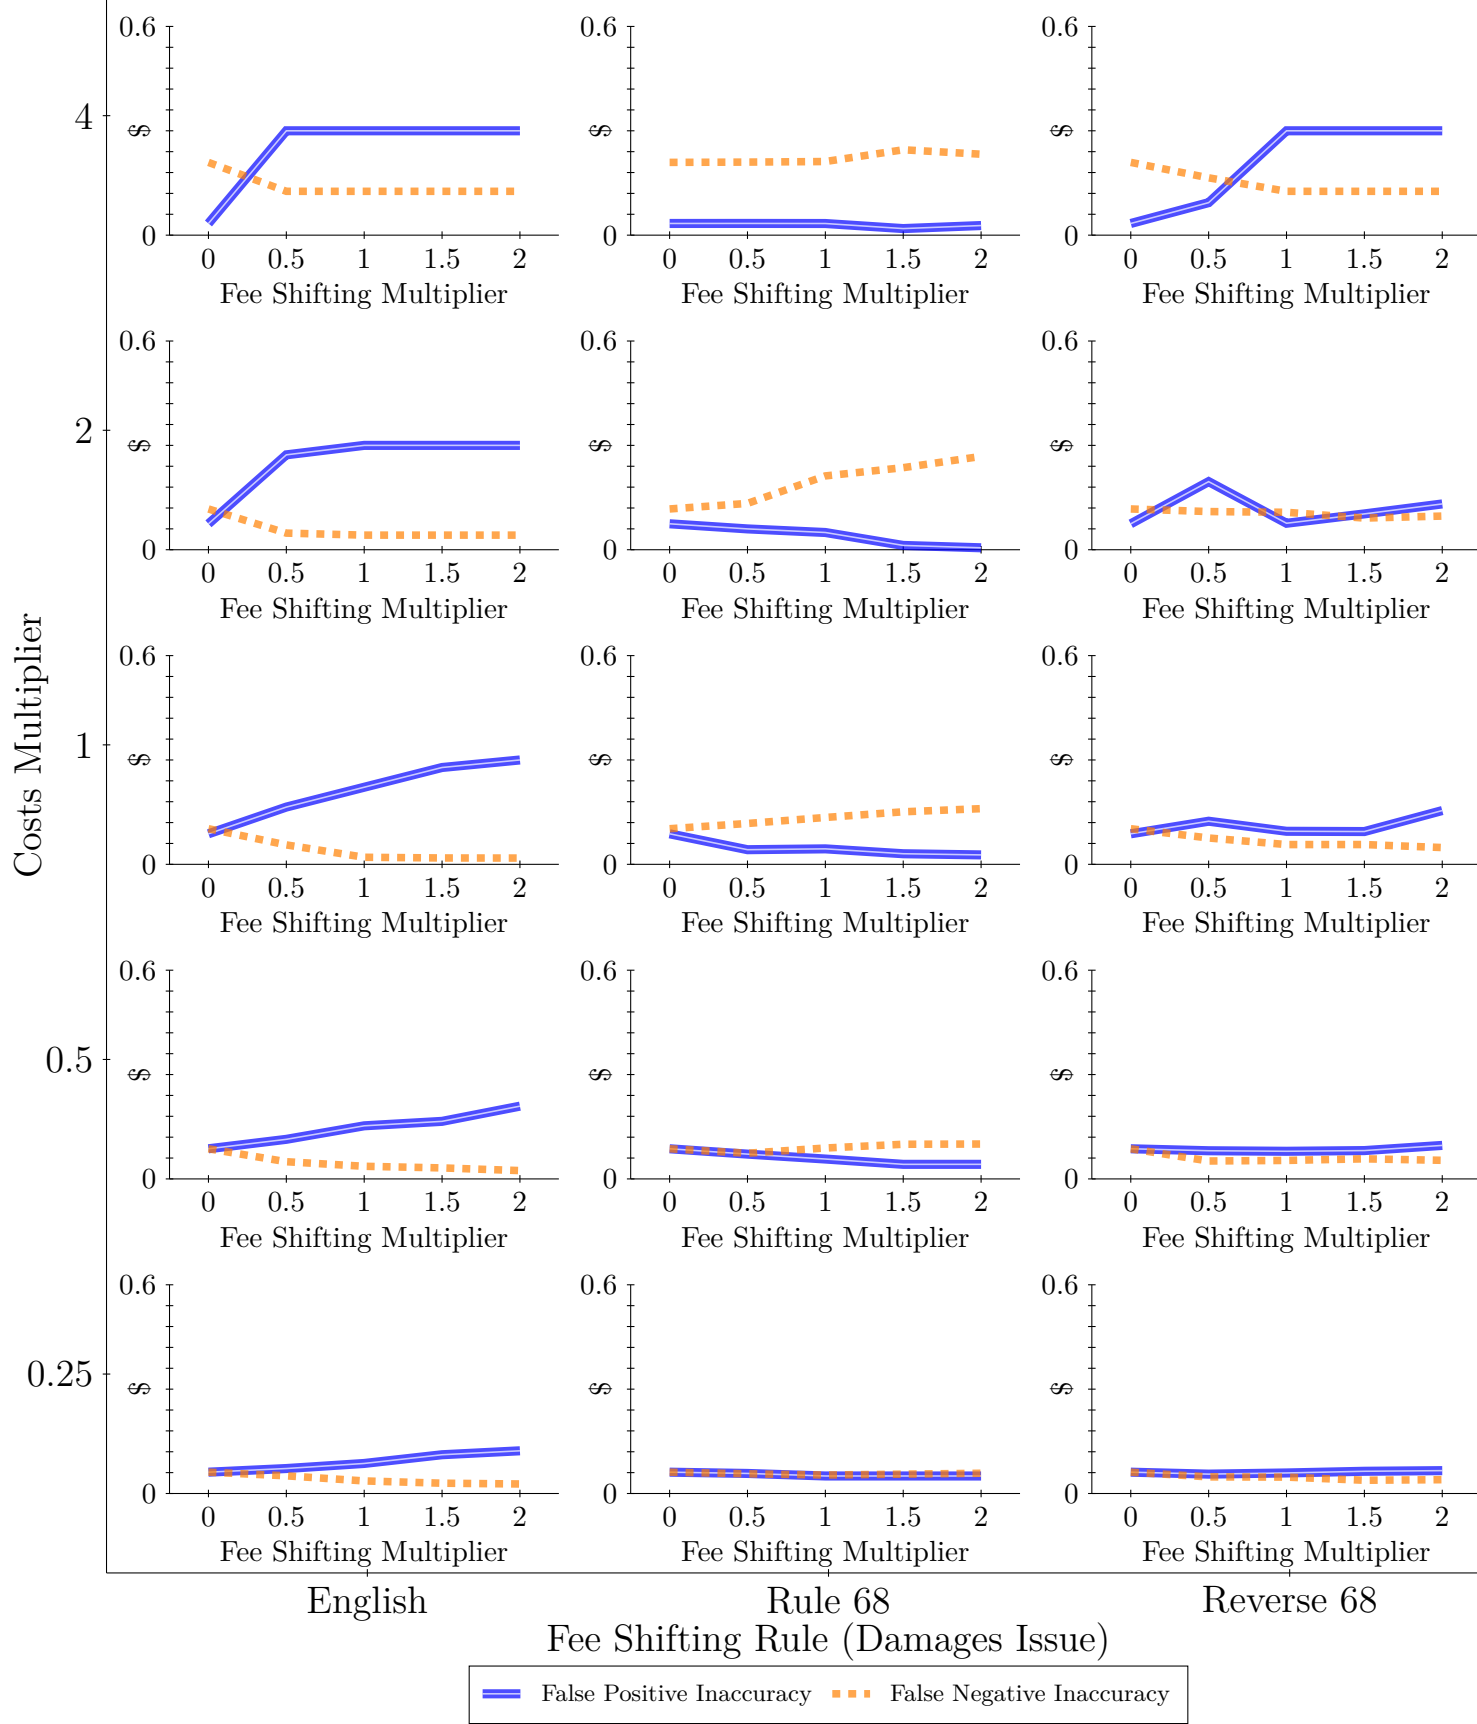 0.6 0.6 0.6
4 $ $ $
0 0 0
0 0.5 1 1.5 2 0 0.5 1 1.5 2 0 0.5 1 1.5 2
Fee Shifting Multiplier Fee Shifting Multiplier Fee Shifting Multiplier
0.6 0.6 0.6
2 $ $ $
0 0 0
0 0.5 1 1.5 2 0 0.5 1 1.5 2 0 0.5 1 1.5 2
Fee Shifting Multiplier Fee Shifting Multiplier Fee Shifting Multiplier
Costs Multiplier
0.6 0.6 0.6
1 $ $ $
0 0 0
0 0.5 1 1.5 2 0 0.5 1 1.5 2 0 0.5 1 1.5 2
Fee Shifting Multiplier Fee Shifting Multiplier Fee Shifting Multiplier
0.6 0.6 0.6
0.5 $ $ $
0 0 0
0 0.5 1 1.5 2 0 0.5 1 1.5 2 0 0.5 1 1.5 2
Fee Shifting Multiplier Fee Shifting Multiplier Fee Shifting Multiplier
0.6 0.6 0.6
0.25 $ $ $
0 0 0
0 0.5 1 1.5 2 0 0.5 1 1.5 2 0 0.5 1 1.5 2
Fee Shifting Multiplier Fee Shifting Multiplier Fee Shifting Multiplier
English Rule 68 Reverse 68
Fee Shifting Rule (Damages Issue)
False Positive Inaccuracy False Negative Inaccuracy